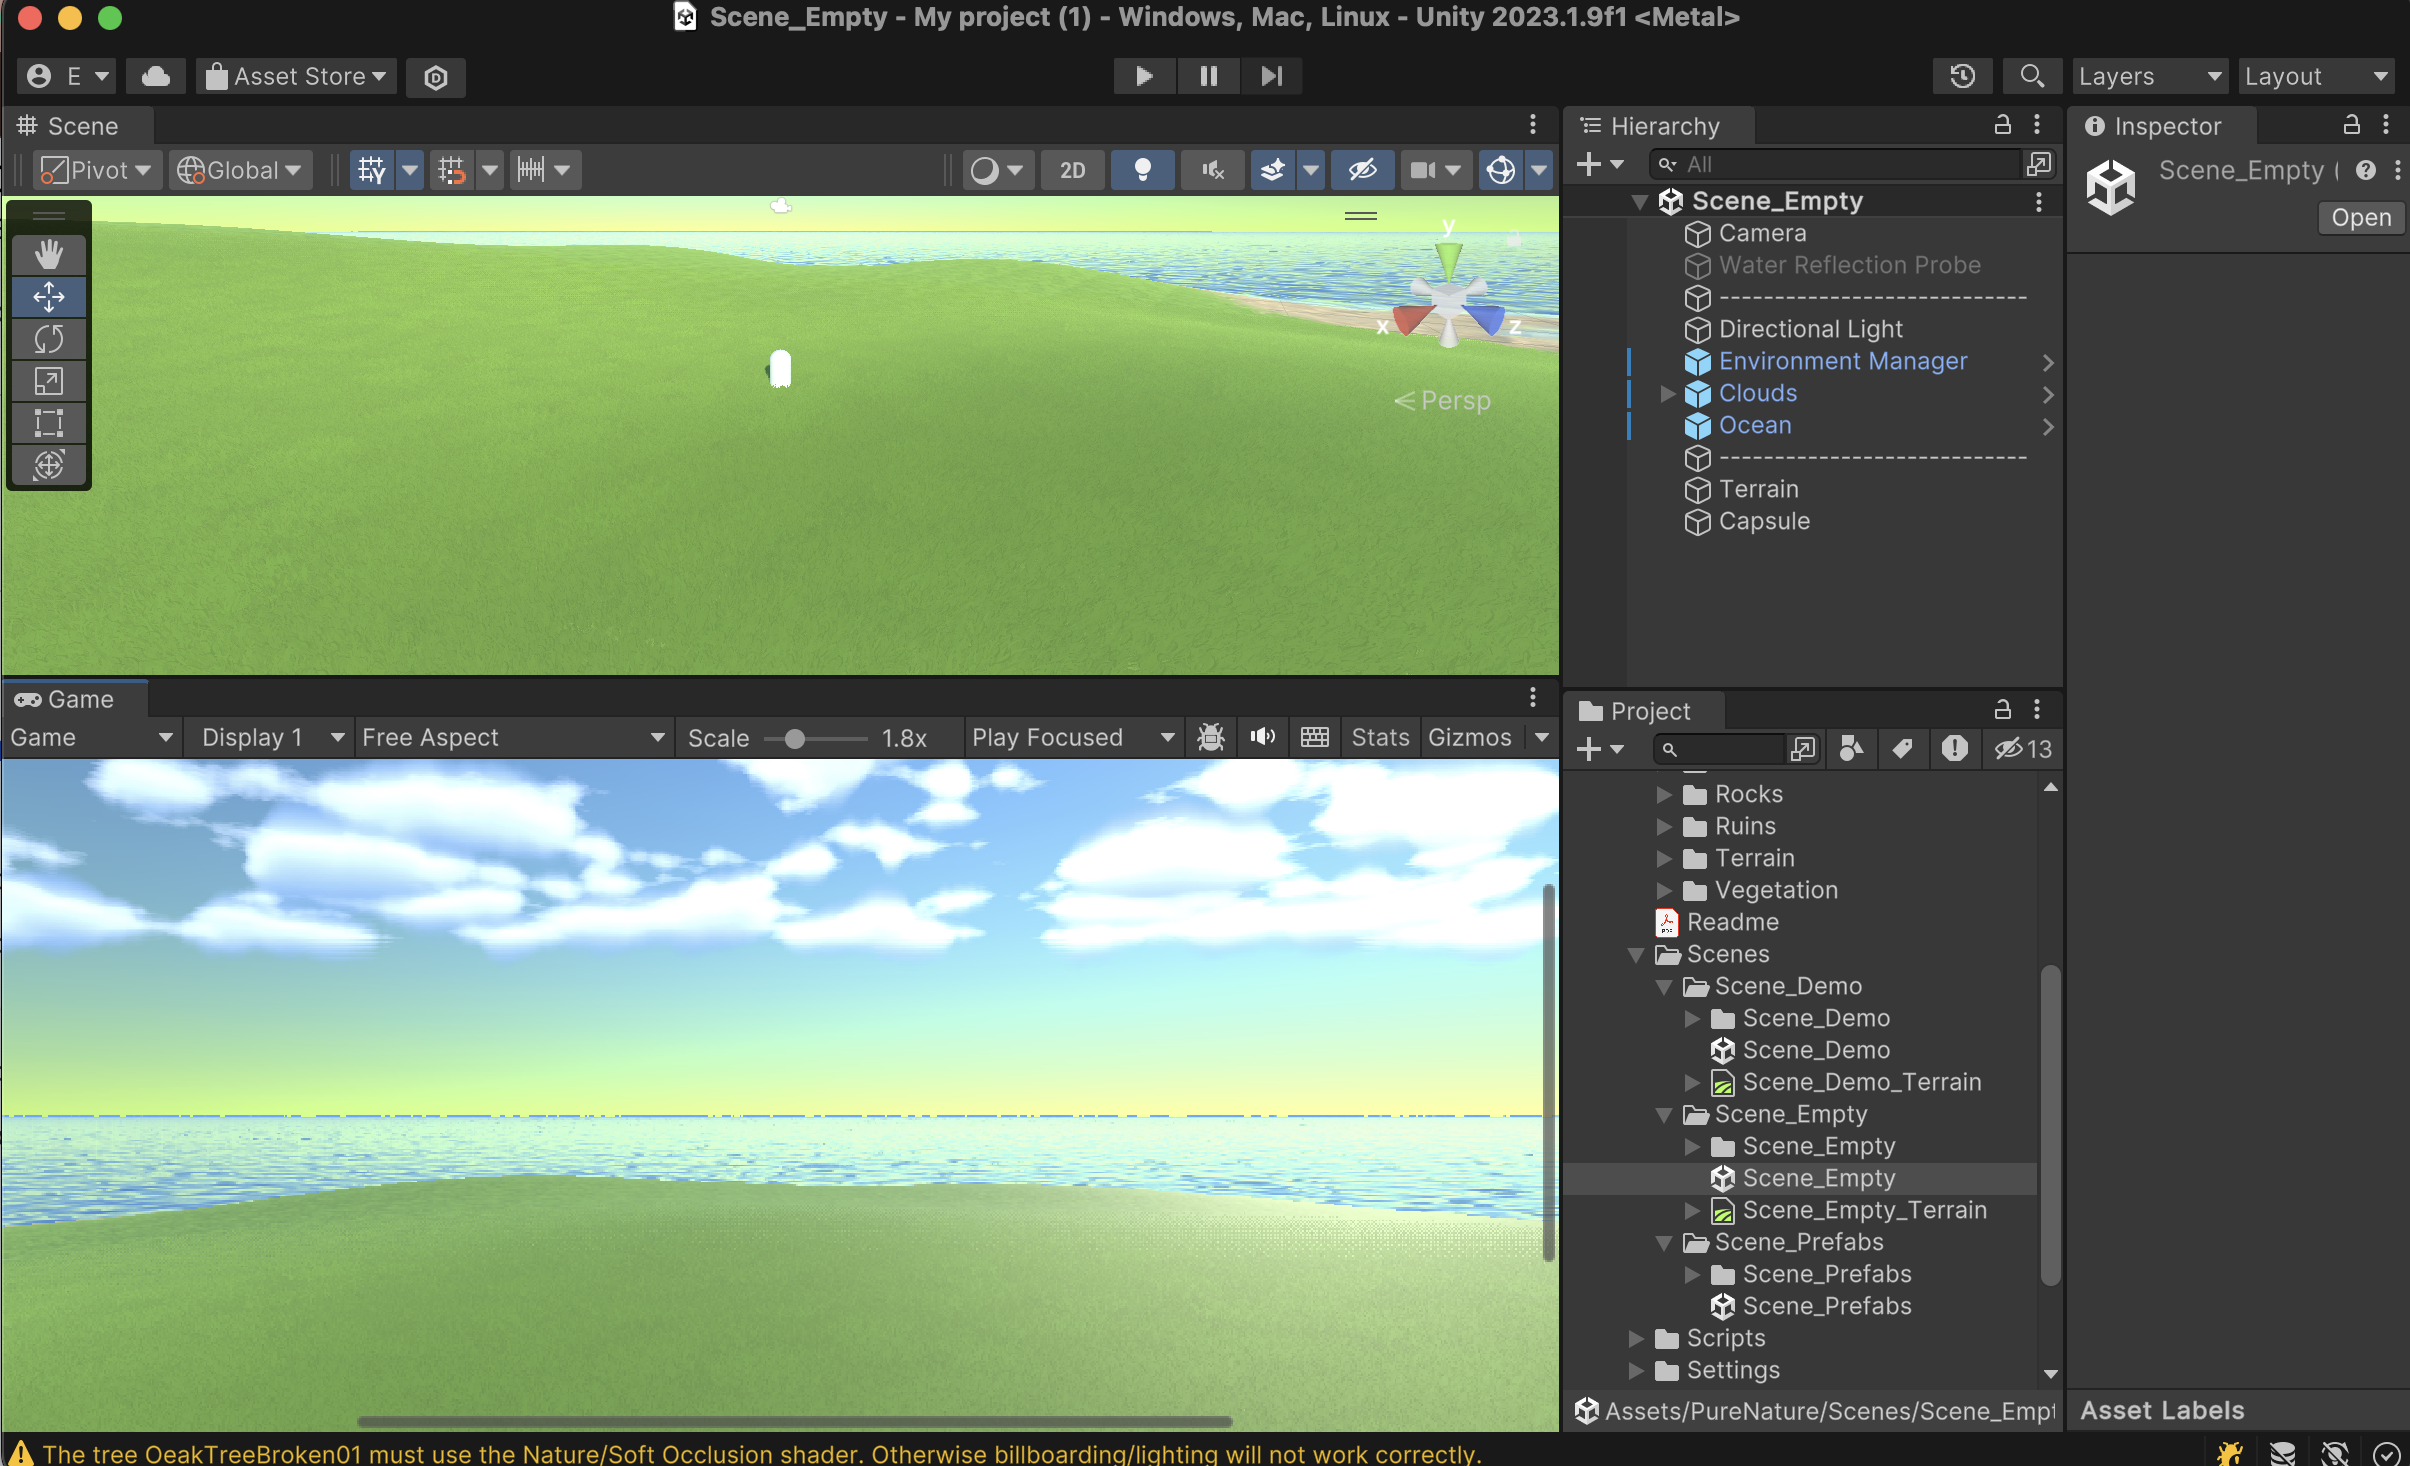 Scene_Empty - My project (1) - Windows, Mac, Linux - Unity 2023.1.9f1 <Metal>
E
Asset Store
Layers
Layout
Scene
Pivot
Global
2D
y
x
z
Persp
Hierarchy
All
Scene_Empty
Camera
Water Reflection Probe
----------------------------
Directional Light
Environment Manager
Clouds
Ocean
----------------------------
Terrain
Capsule
Inspector
Scene_Empty (
Open
Game
Game
Display 1
Free Aspect
Scale
1.8x
Play Focused
Stats
Gizmos
Project
13
Rocks
Ruins
Terrain
Vegetation
Readme
Scenes
Scene_Demo
Scene_Demo
Scene_Demo
Scene_Demo_Terrain
Scene_Empty
Scene_Empty
Scene_Empty
Scene_Empty_Terrain
Scene_Prefabs
Scene_Prefabs
Scene_Prefabs
Scripts
Settings
Assets/PureNature/Scenes/Scene_Empt
Asset Labels
The tree OeakTreeBroken01 must use the Nature/Soft Occlusion shader. Otherwise billboarding/lighting will not work correctly.